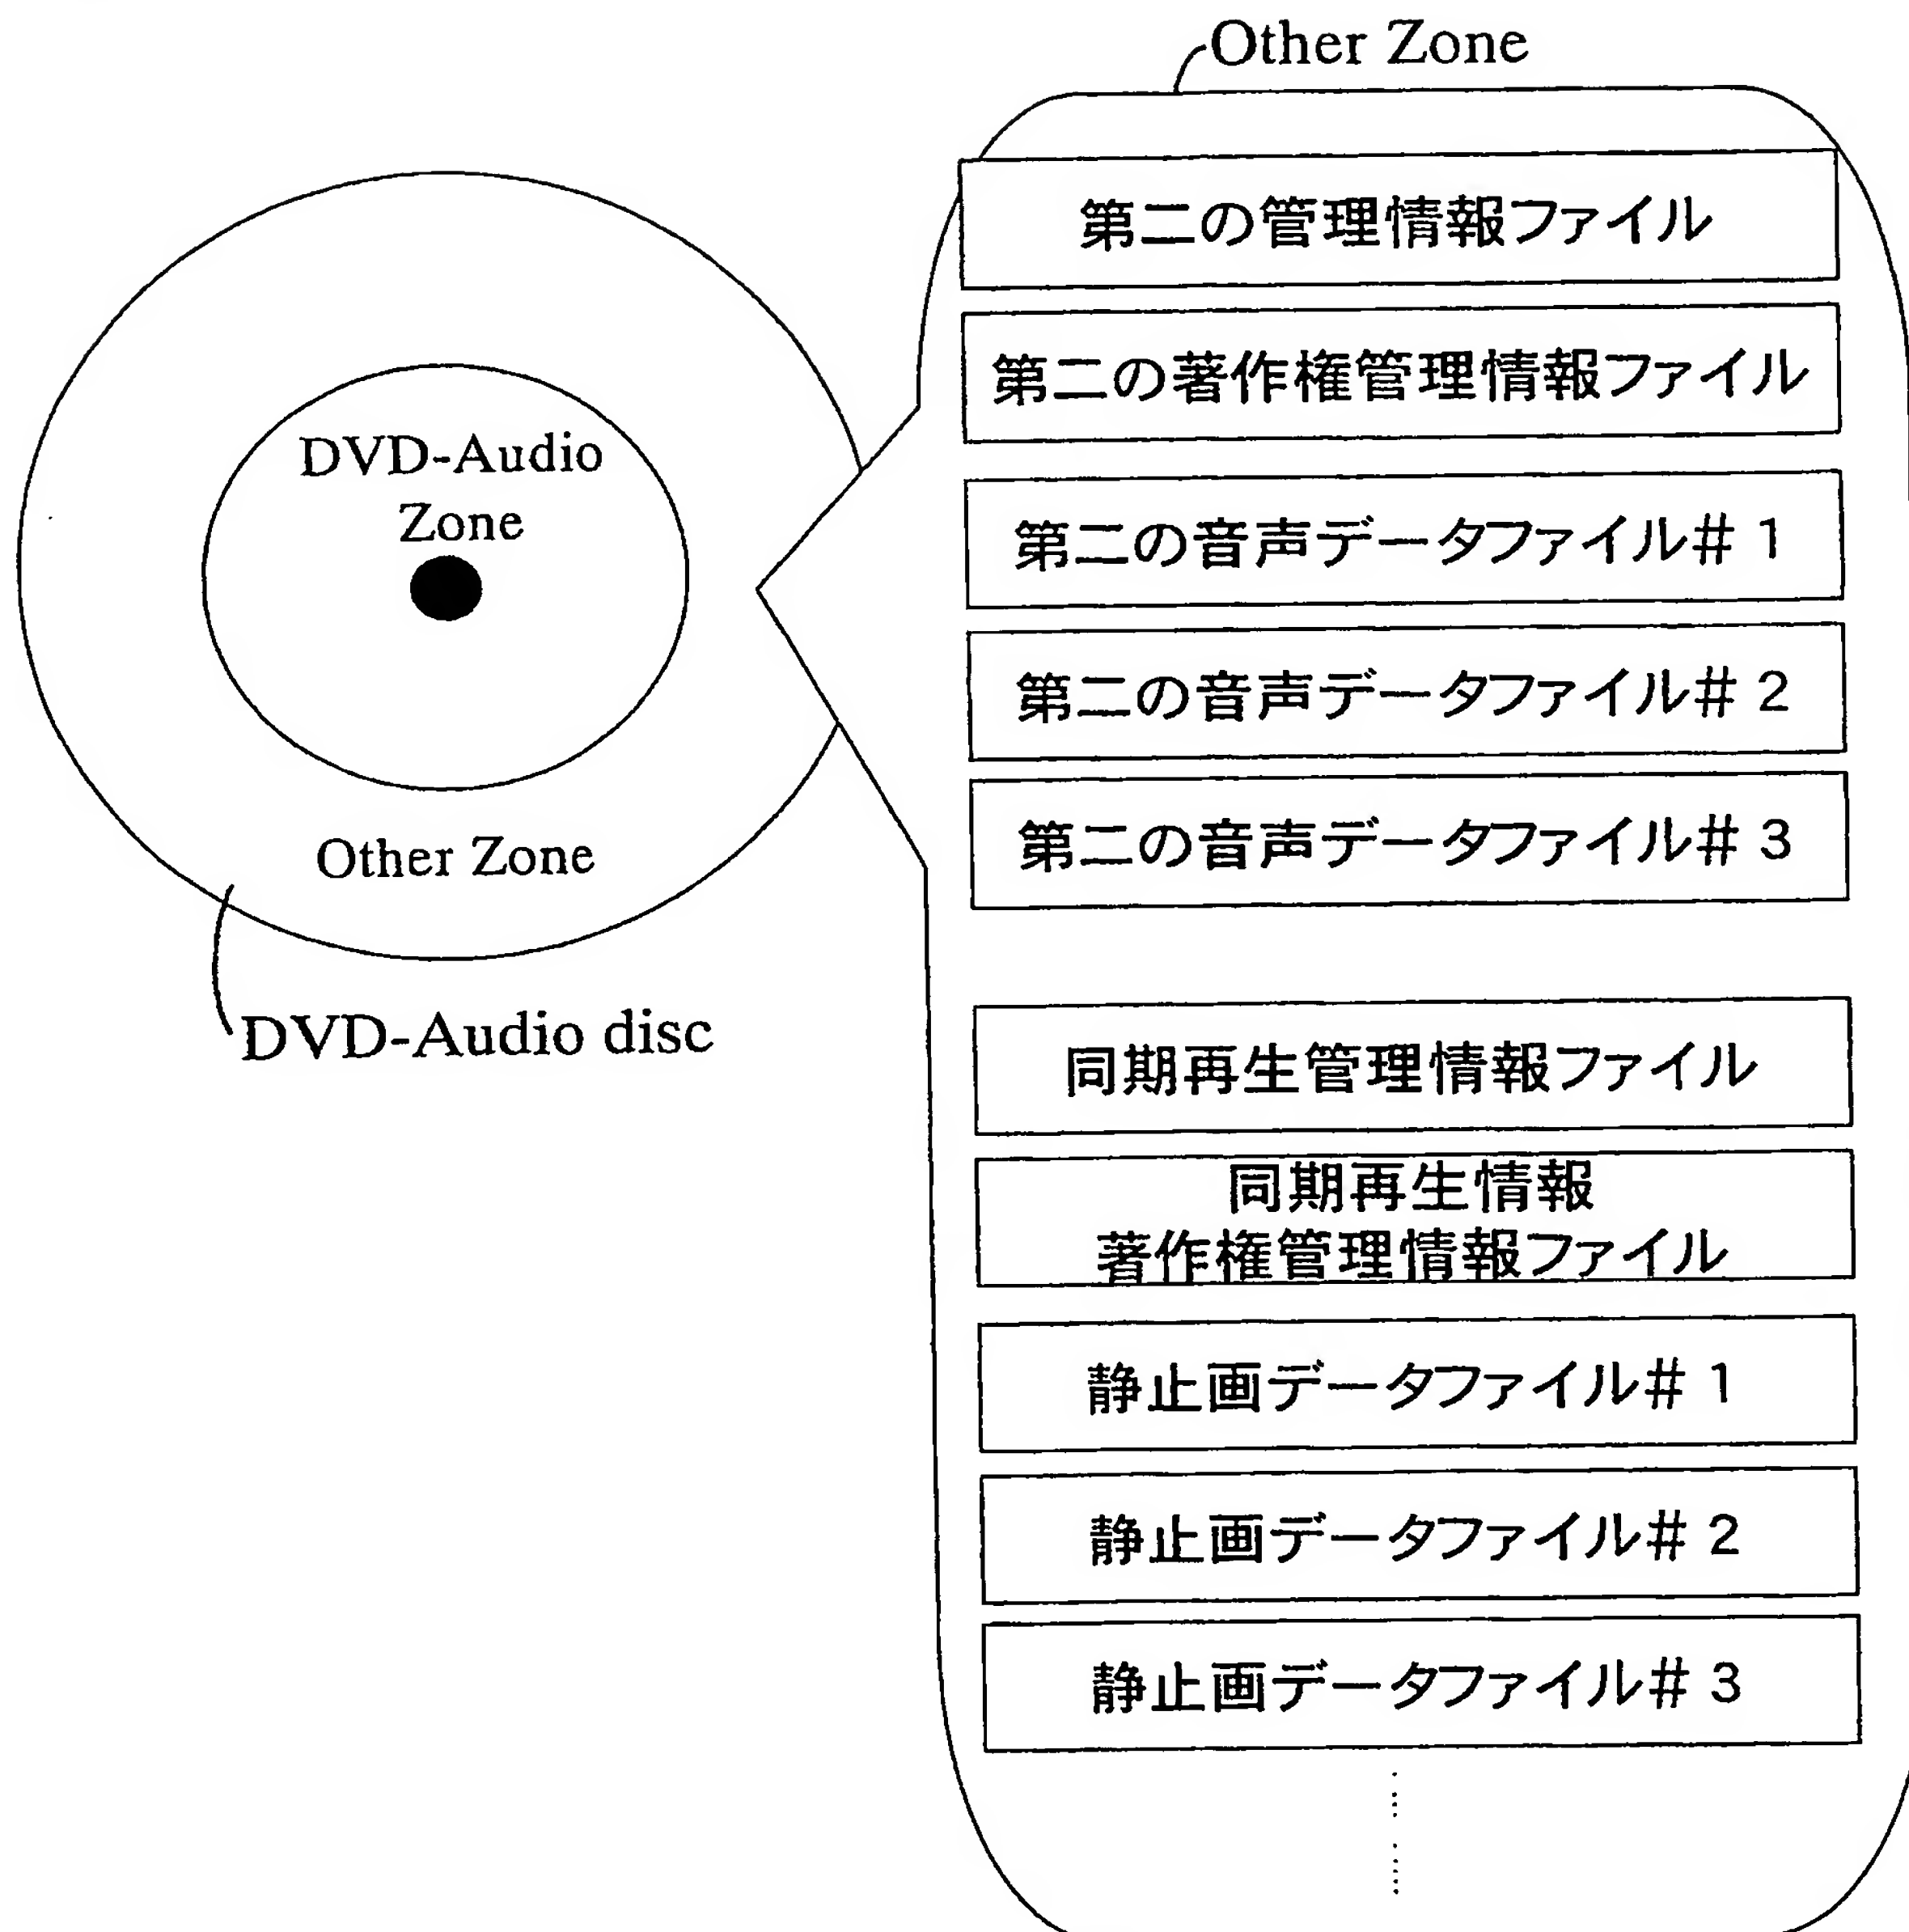 Other Zone
第二の管理情報ファイル
第二の著作権管理情報ファイル
第二の音声データファイル＃１
第二の音声データファイル＃２
第二の音声データファイル＃３
同期再生管理情報ファイル
同期再生情報
著作権管理情報ファイル
静止画データファイル＃１
静止画データファイル＃２
静止画データファイル＃３
DVD-Audio
Zone
Other Zone
DVD-Audio disc